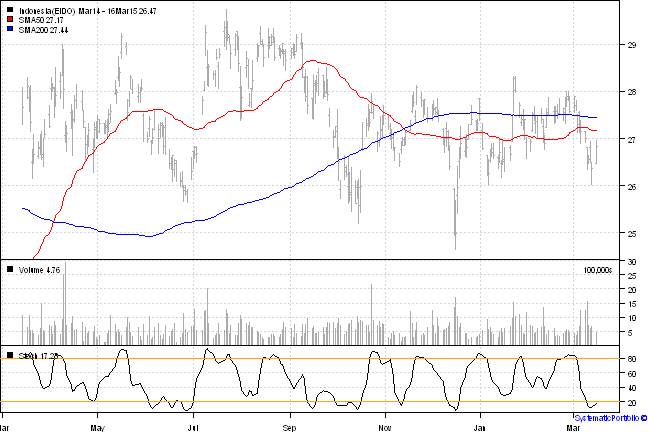 Indonesia(EIDO) Mar14 - 16Mar15 26.47
SMA50 27.17
SMA200 27.44
29
28
27
26
25
Volume 4.76
100,000s
30
25
20
15
10
5
80
60
40
20
May
Jul
Sep
Nov
Jan
Mar
SystematicPortfolio ©